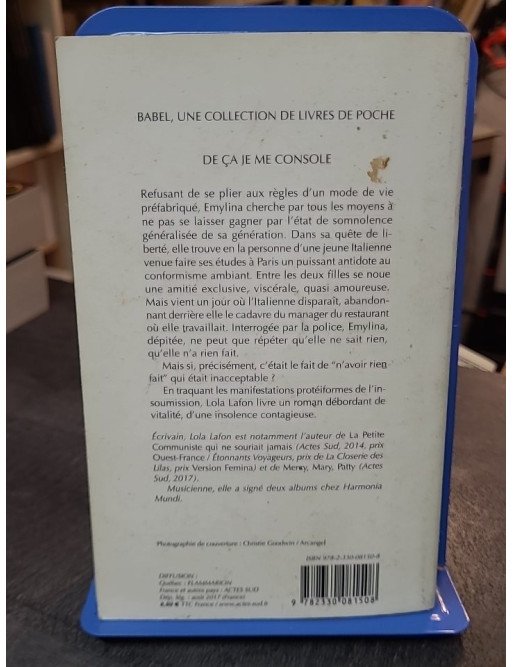 BABEL, UNE COLLECTION DE LIVRES DE POCHE
DE ÇA JE ME CONSOLE
Refusant de se plier aux règles d'un mode de vie
préfabriqué, Emylina cherche par tous les moyens à
ne pas se laisser gagner par l'état de somnolence
généralisée de sa génération. Dans sa quête de li-
berté, elle trouve en la personne d'une jeune Italienne
venue faire ses études à Paris un puissant antidote au
conformisme ambiant. Entre les deux filles se noue
une amitié exclusive, viscérale, quasi amoureuse.
Mais vient un jour où l'Italienne disparaît, abandon-
nant derrière elle le cadavre du manager du restaurant
où elle travaillait. Interrogée par la police, Emylina,
dépitée, ne peut que répéter qu'elle ne sait rien,
qu'elle n'a rien fait.
Mais si, précisément, c'était le fait de "n'avoir rien
fait" qui était inacceptable ?
En traquant les manifestations protéiformes de l'in-
soumission, Lola Lafon livre un roman débordant de
vitalité, d'une insolence contagieuse.
Écrivain, Lola Lafon est notamment l'auteur de La Petite
Communiste qui ne souriait jamais (Actes Sud, 2014, prix
Ouest-France / Étonnants Voyageurs, prix de La Closerie des
Lilas, prix Version Femina) et de Mercy, Mary, Patty (Actes
Sud, 2017).
Musicienne, elle a signé deux albums chez Harmonia
Mundi.
Photographie de couverture : Christie Goodwin / Arcangel
ISBN 978-2-330-08150-8
DIFFUSION :
Québec : FLAMMARION
France et autres pays : ACTES SUD
Dép. lég. : août 2017 (France)
TTC France / www.actes-sud.fr
9 782330 081508